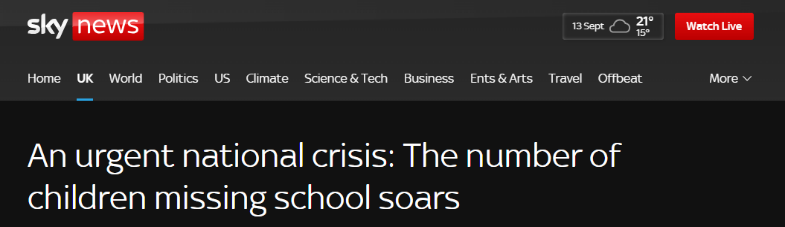 sky news
13 Sept 21° 15°
Watch Live
Home UK World Politics US Climate Science & Tech Business Ents & Arts Travel Offbeat More
An urgent national crisis: The number of
children missing school soars